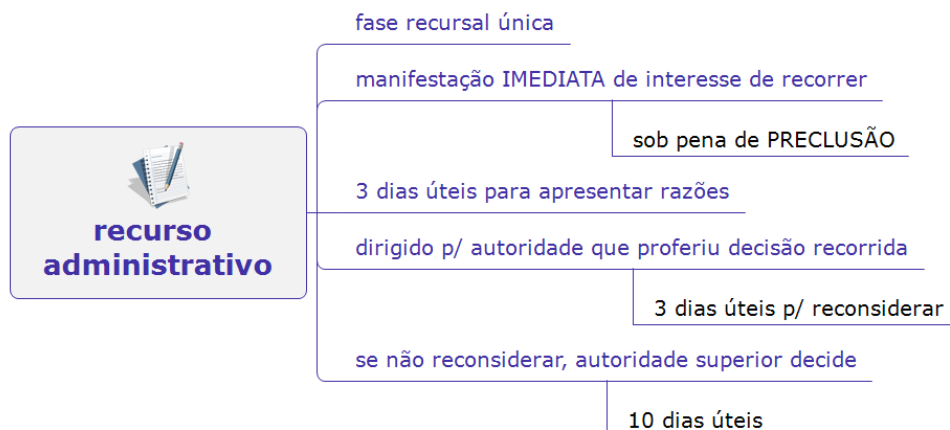 fase recursal única
manifestação IMEDIATA de interesse de recorrer
sob pena de PRECLUSÃO
recurso
administrativo
3 dias úteis para apresentar razões
dirigido p/ autoridade que proferiu decisão recorrida
3 dias úteis p/ reconsiderar
se não reconsiderar, autoridade superior decide
10 dias úteis